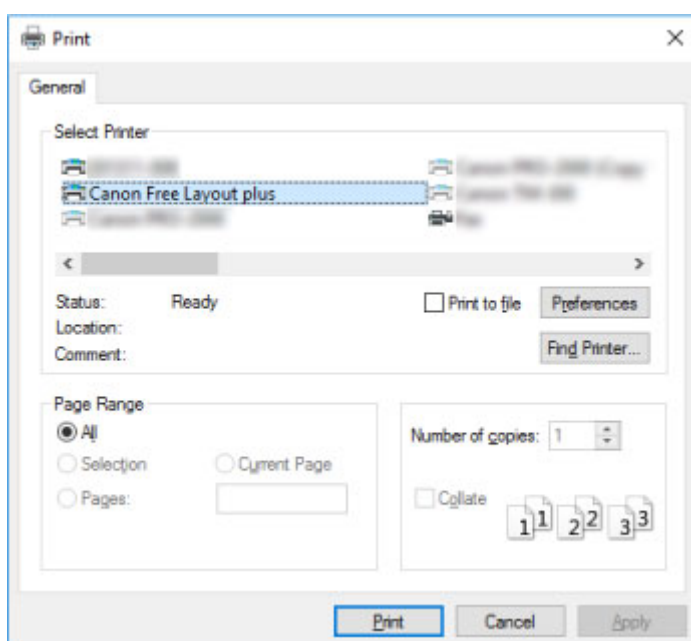 Print
General
Select Printer
Canon Free Layout plus
Status: Ready
Print to file
Preferences
Location:
Comment:
Find Printer...
Page Range
All
Selection
Current Page
Pages:
Number of copies: 1
Collate
1 1 2 2 3 3
Print
Cancel
Apply